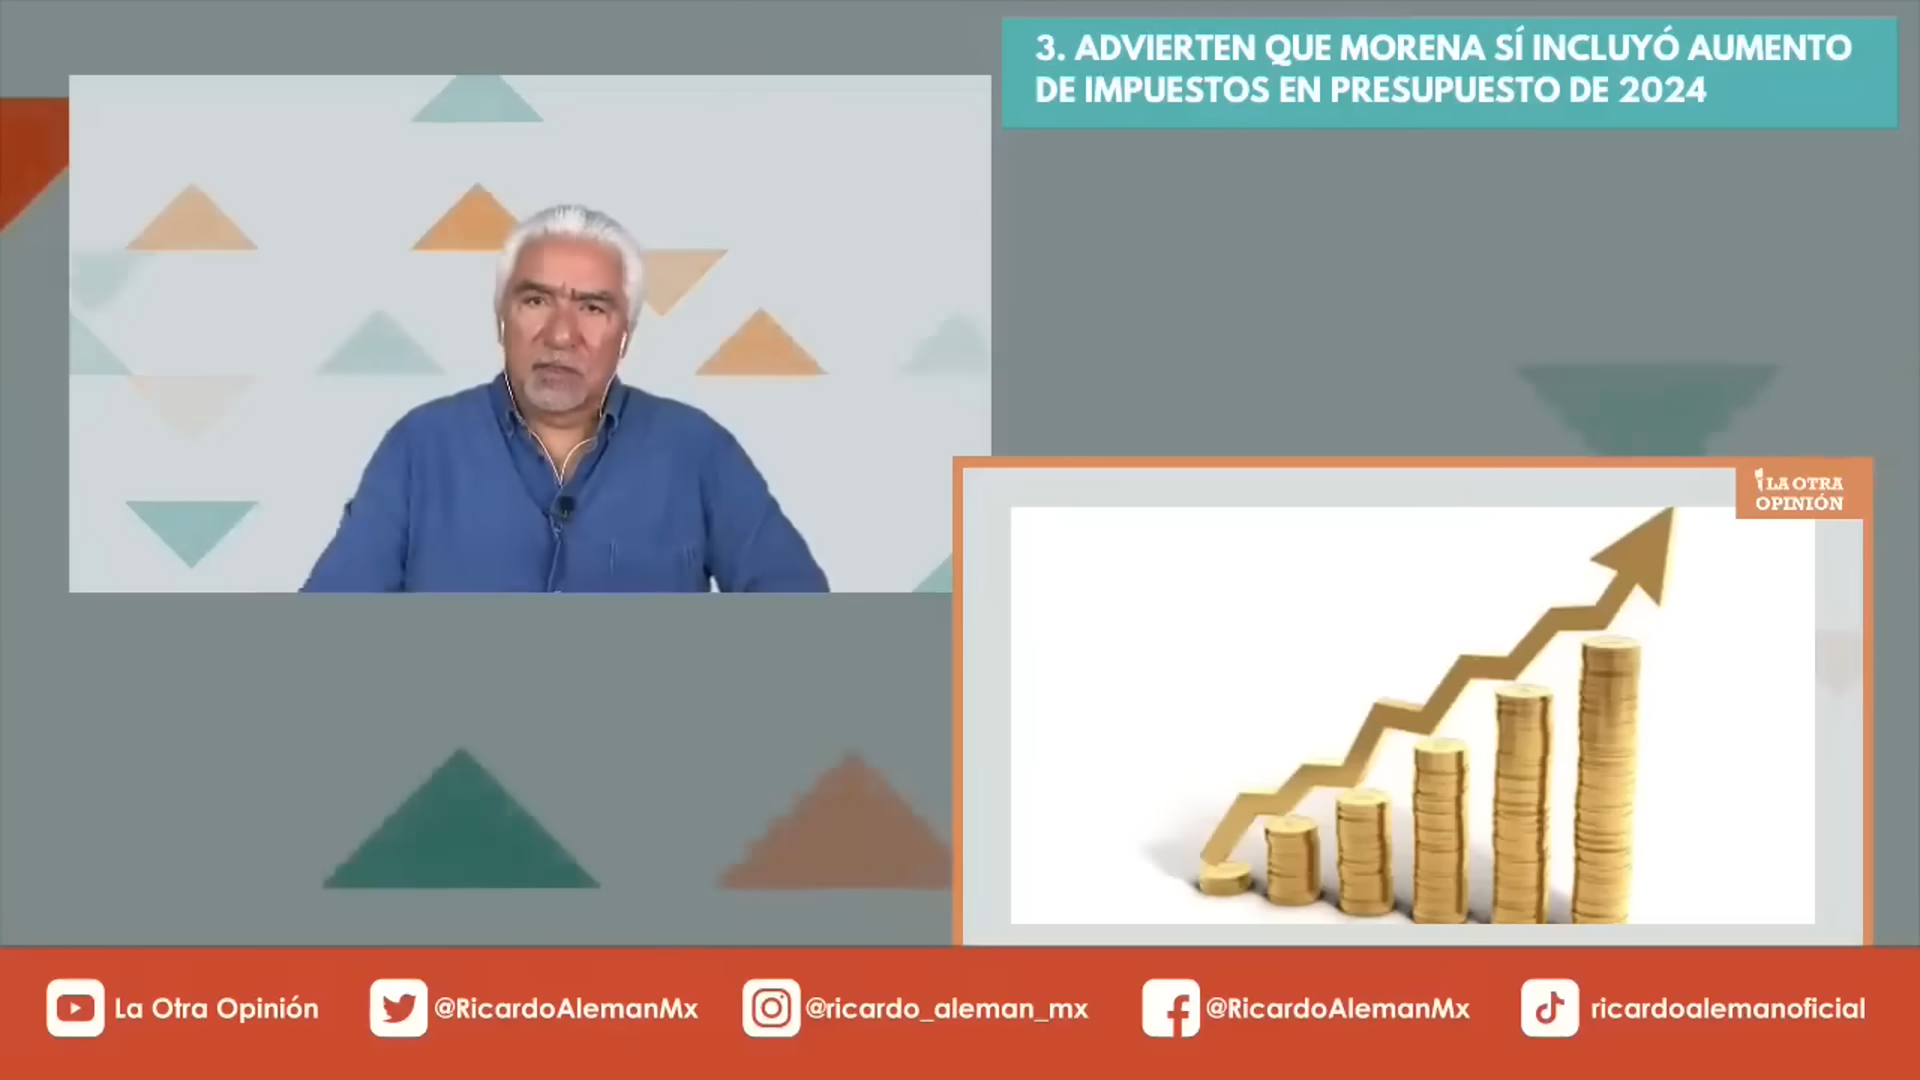 3. ADVIERTEN QUE MORENA SÍ INCLUYÓ AUMENTO
DE IMPUESTOS EN PRESUPUESTO DE 2024
LA OTRA
OPINIÓN
La Otra Opinión
@RicardoAlemanMx
@ricardo_aleman_mx
@RicardoAlemanMx
ricardoalemanoficial